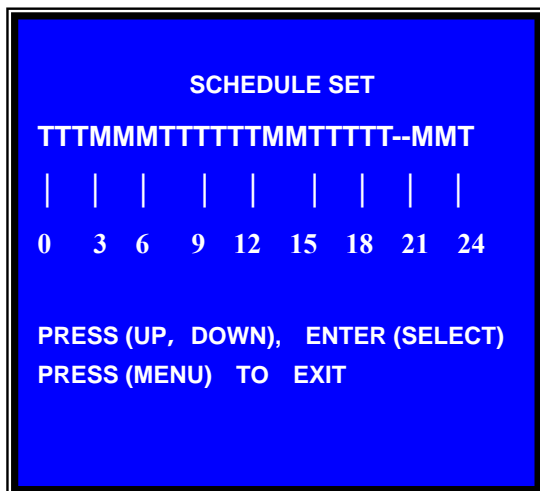 SCHEDULE SET
TTTMMMTTTTTTMMTTTTT--MMT
| | | | | | | | |
0 3 6 9 12 15 18 21 24
PRESS (UP, DOWN), ENTER (SELECT)
PRESS (MENU) TO EXIT